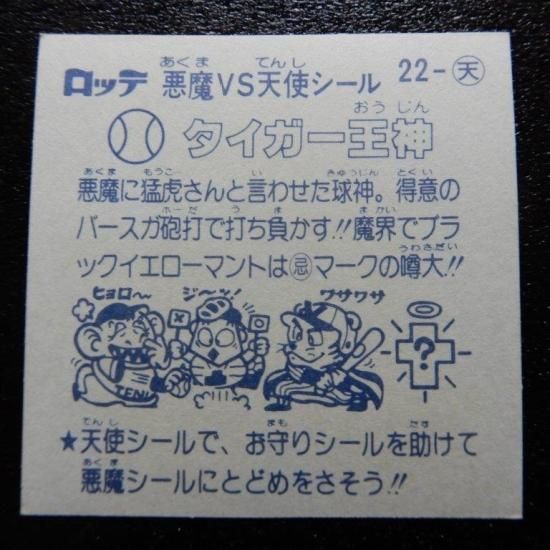 ロッテ 悪魔VS天使シール 22-天
タイガー王神
悪魔に猛虎さんと言わせた球神。得意の
バースガ砲打で打ち負かす!!魔界でブラ
ックイエローマントは忌マークの噂大!!
ヒョロ〜 ジ〜ッ! ワサワサ
TENI
?
★天使シールで、お守りシールを助けて
悪魔シールにとどめをさそう!!